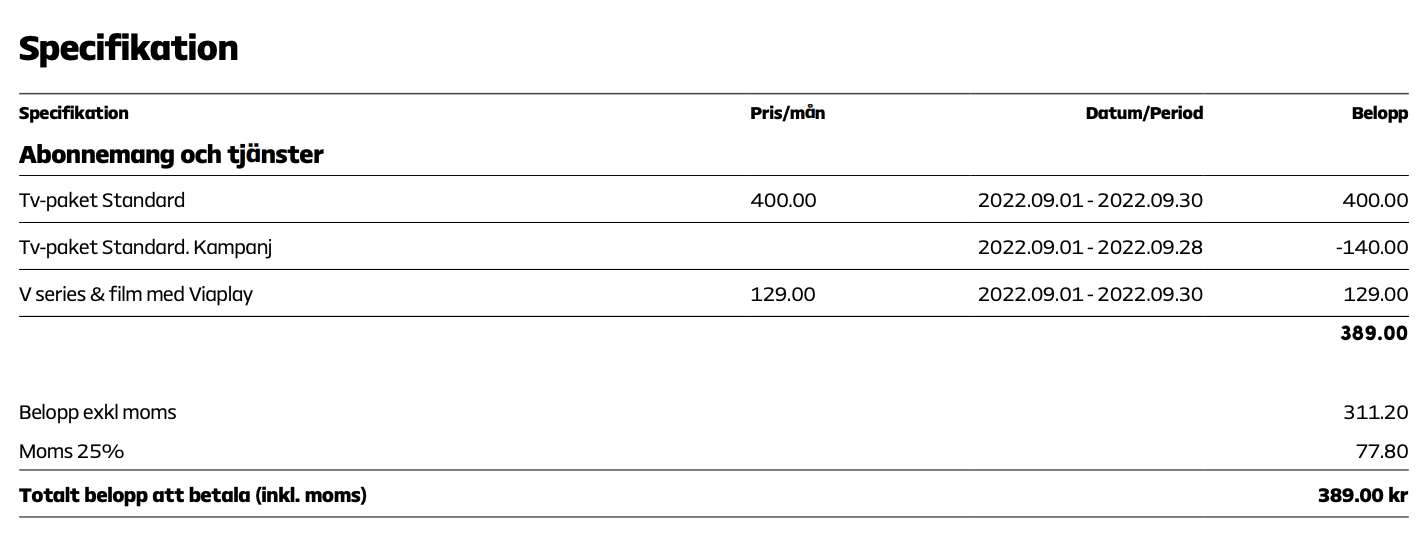 Specifikation
Specifikation Pris/mån Datum/Period Belopp
Abonnemang och tjänster
Tv-paket Standard 400.00 2022.09.01 - 2022.09.30 400.00
Tv-paket Standard. Kampanj 2022.09.01 - 2022.09.28 -140.00
V series & film med Viaplay 129.00 2022.09.01 - 2022.09.30 129.00
389.00
Belopp exkl moms 311.20
Moms 25% 77.80
Totalt belopp att betala (inkl. moms) 389.00 kr